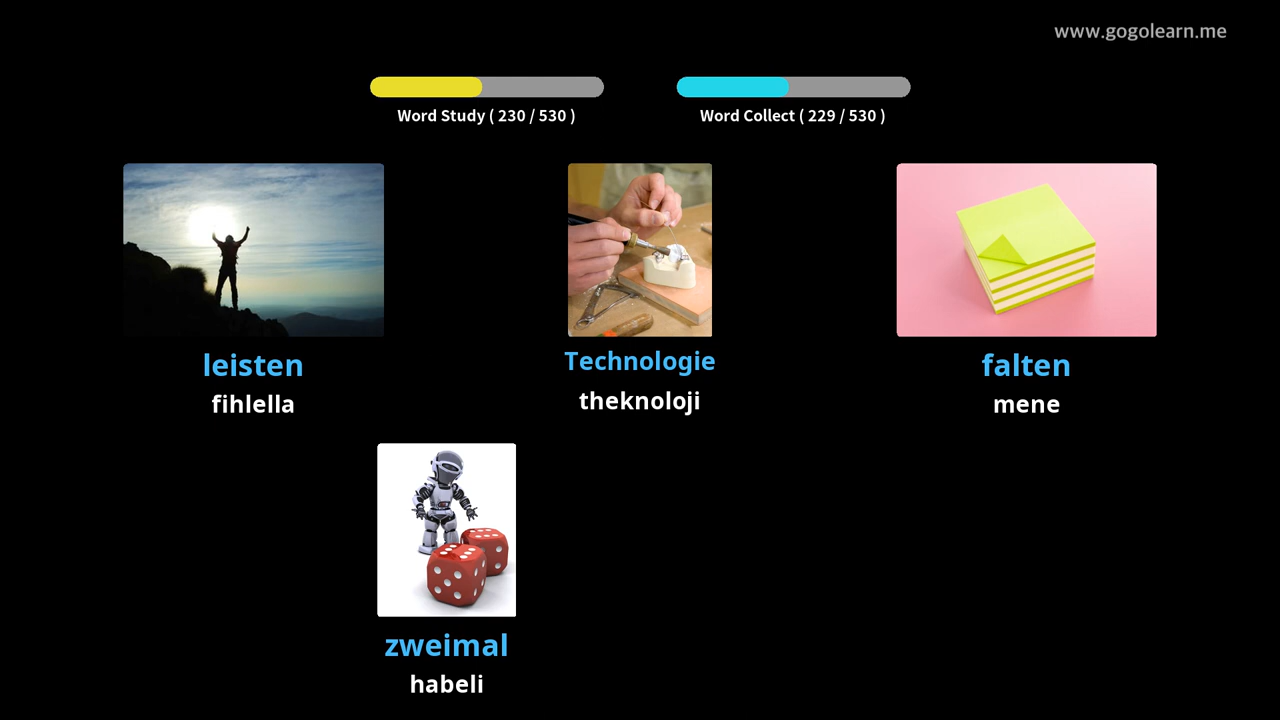 www.gogolearn.me
Word Study ( 230 / 530 )
Word Collect ( 229 / 530 )
leisten
fihlella
Technologie
theknoloji
falten
mene
zweimal
habeli